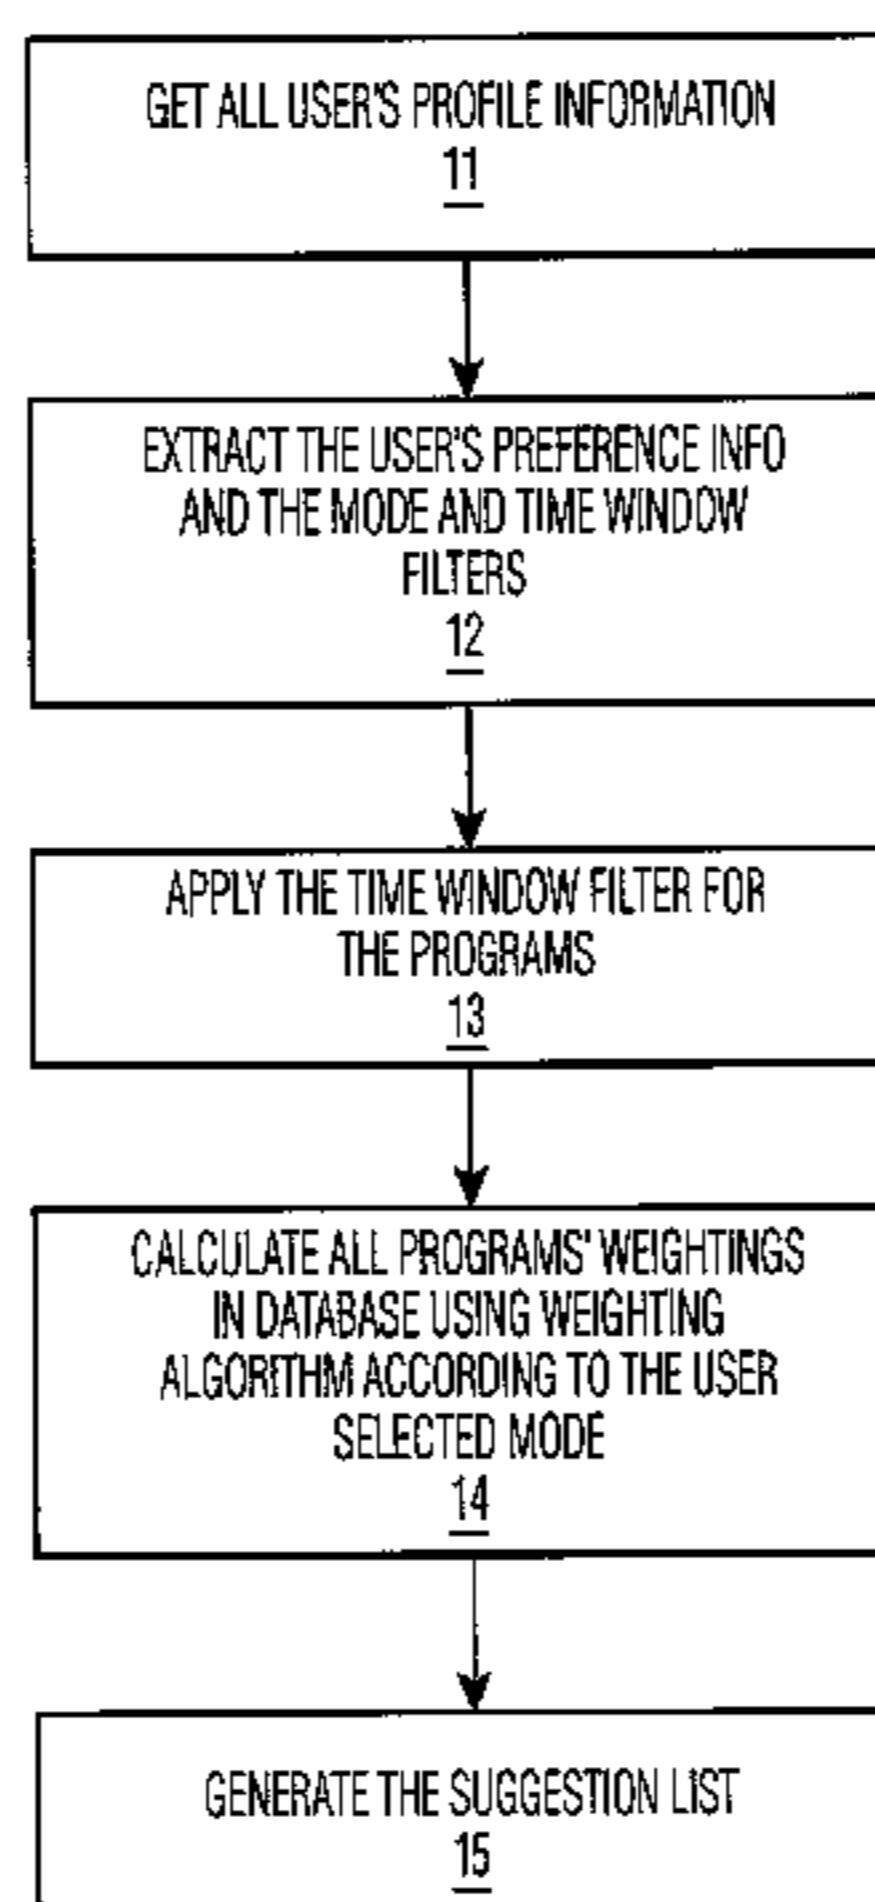 GET ALL USER'S PROFILE INFORMATION
11
EXTRACT THE USER'S PREFERENCE INFO
AND THE MODE AND TIME WINDOW
FILTERS
12
APPLY THE TIME WINDOW FILTER FOR
THE PROGRAMS
13
CALCULATE ALL PROGRAMS' WEIGHTINGS
IN DATABASE USING WEIGHTING
ALGORITHM ACCORDING TO THE USER
SELECTED MODE
14
GENERATE THE SUGGESTION LIST
15